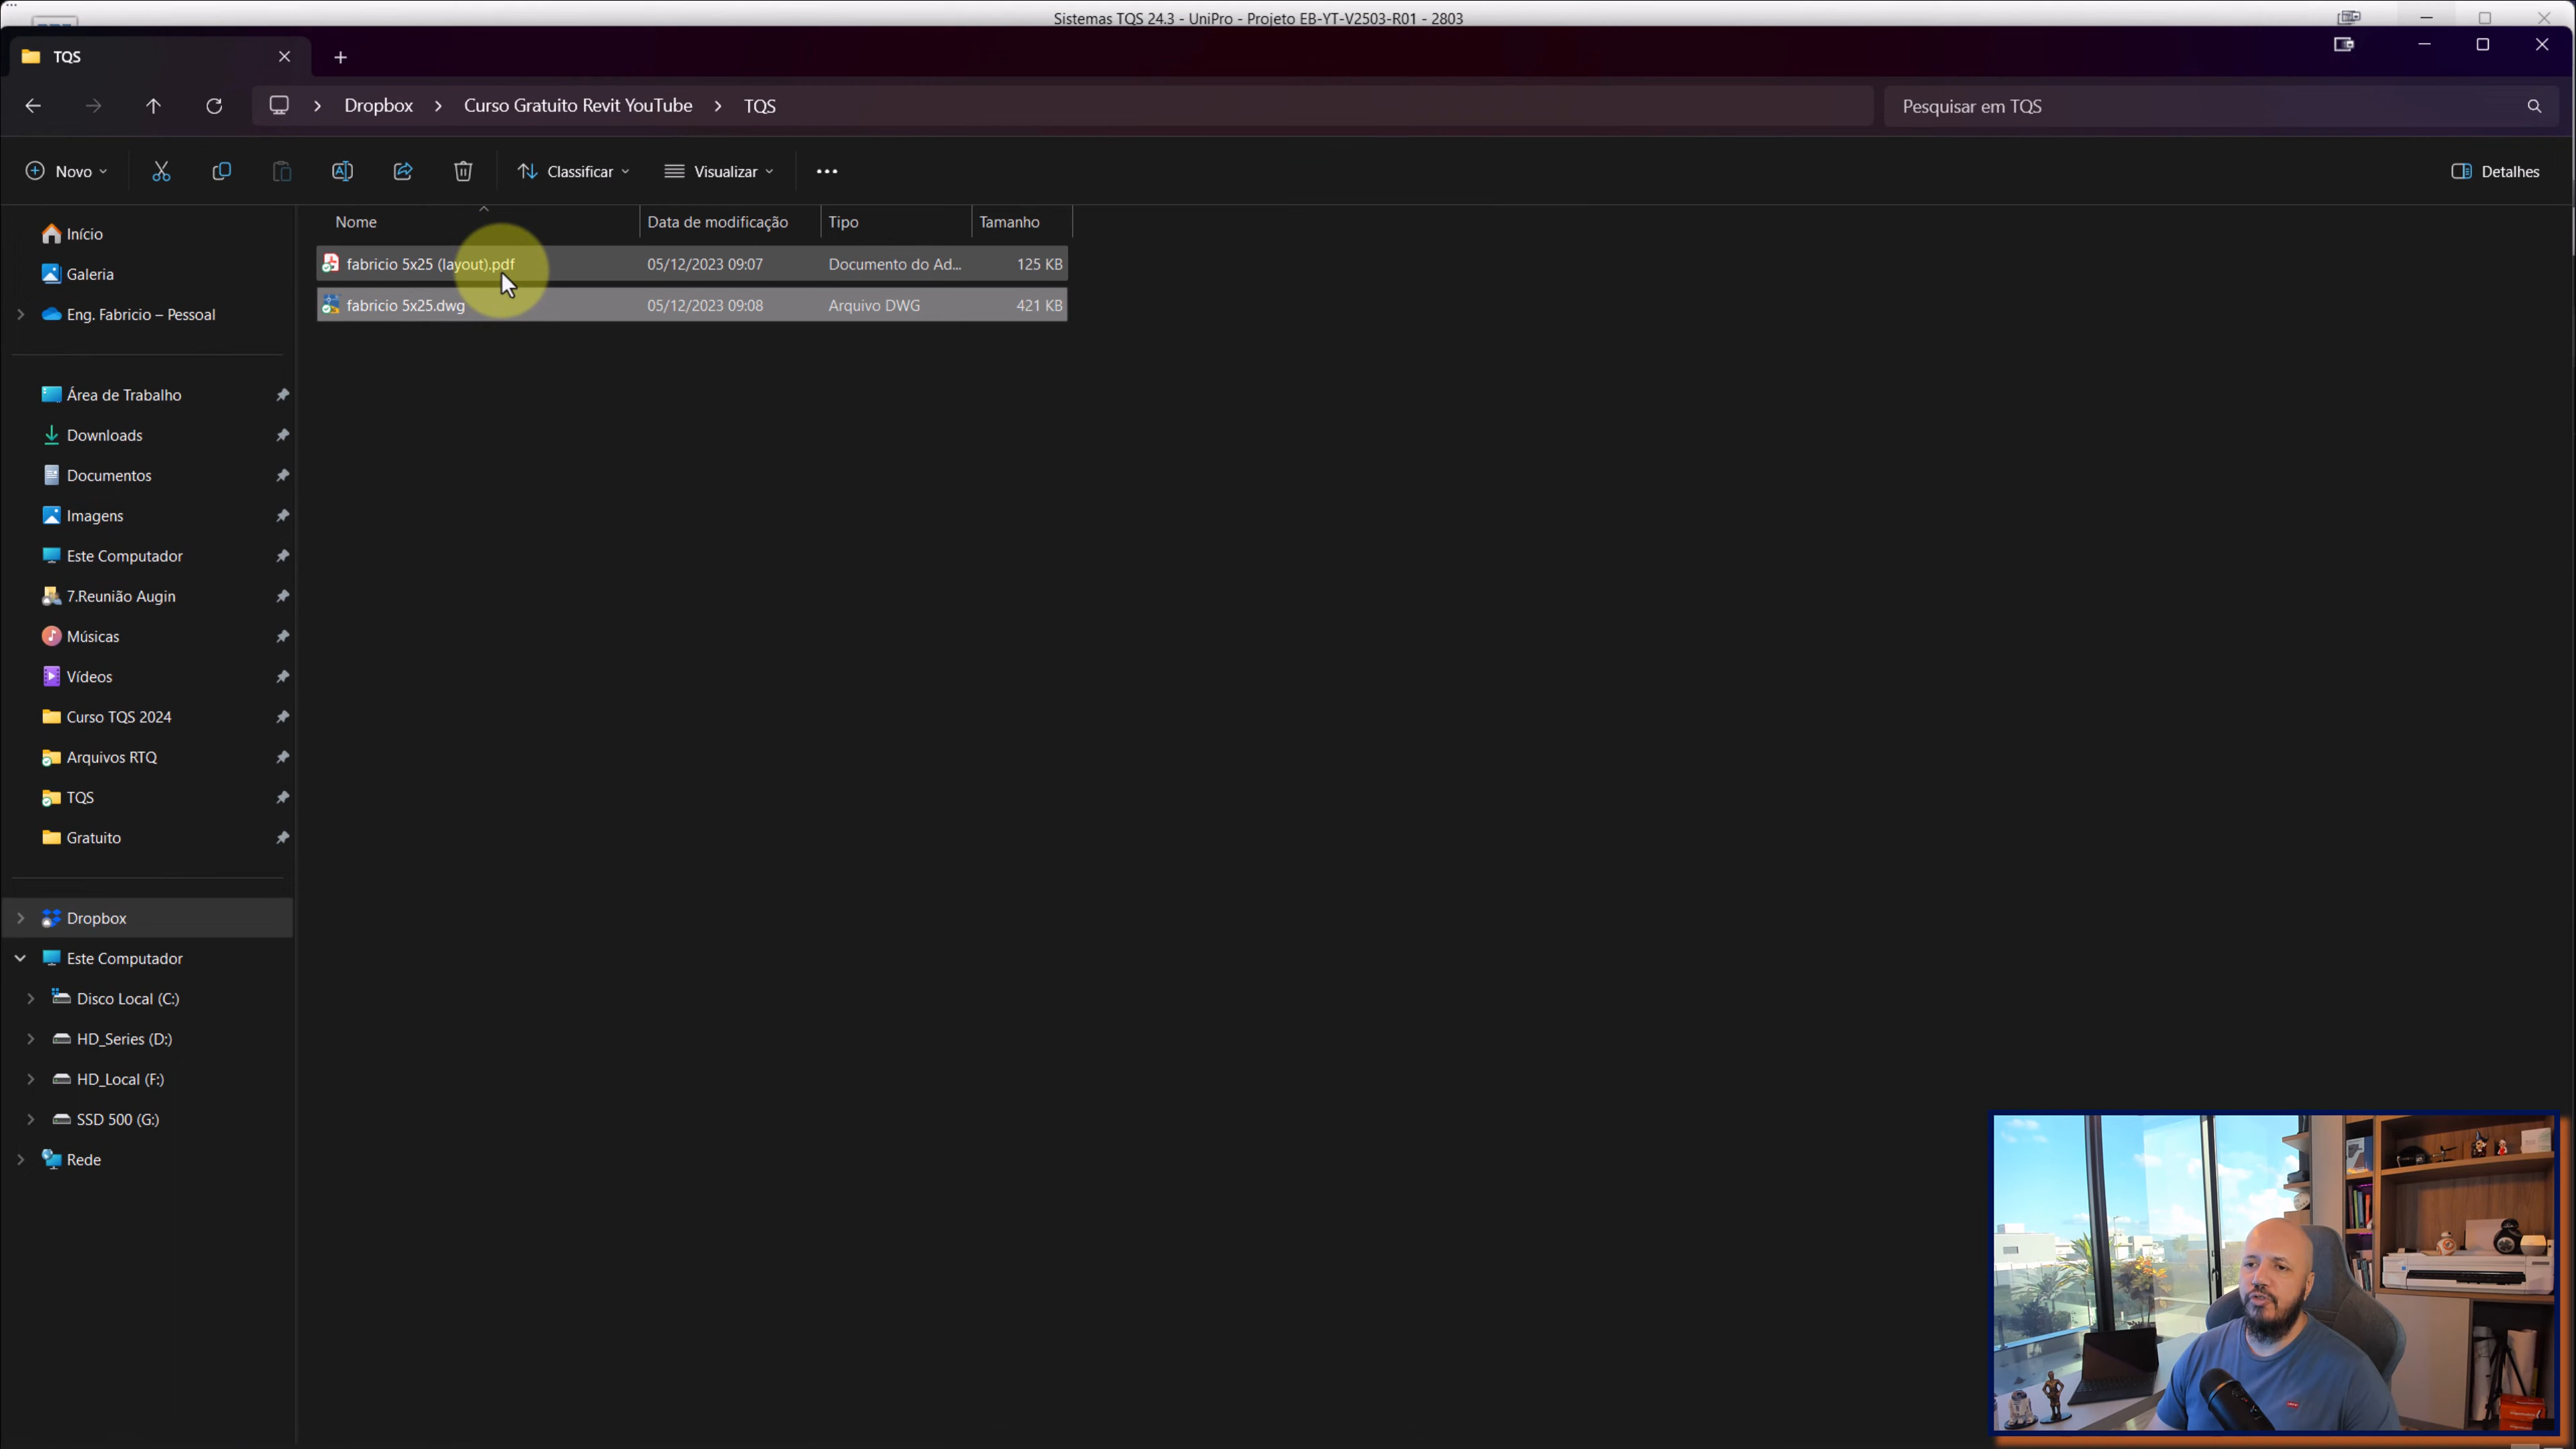 Sistemas TQS 24.3 - UniPro - Projeto EB-YT-V2503-R01 - 2803
TQS
Dropbox > Curso Gratuito Revit YouTube > TQS
Pesquisar em TQS
Novo
Classificar
Visualizar
Detalhes
Nome Data de modificação Tipo Tamanho
fabricio 5x25 (layout).pdf 05/12/2023 09:07 Documento do Ad... 125 KB
fabricio 5x25.dwg 05/12/2023 09:08 Arquivo DWG 421 KB
Início
Galeria
Eng. Fabricio – Pessoal
Área de Trabalho
Downloads
Documentos
Imagens
Este Computador
7.Reunião Augin
Músicas
Vídeos
Curso TQS 2024
Arquivos RTQ
TQS
Gratuito
Dropbox
Este Computador
Disco Local (C:)
HD_Series (D:)
HD_Local (F:)
SSD 500 (G:)
Rede